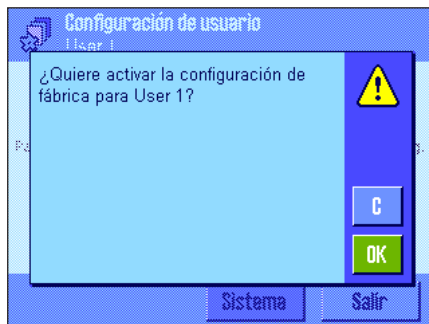 Configuración de usuario
User 1
¿Quiere activar la configuración de
fábrica para User 1?
C
OK
Sistema
Salir